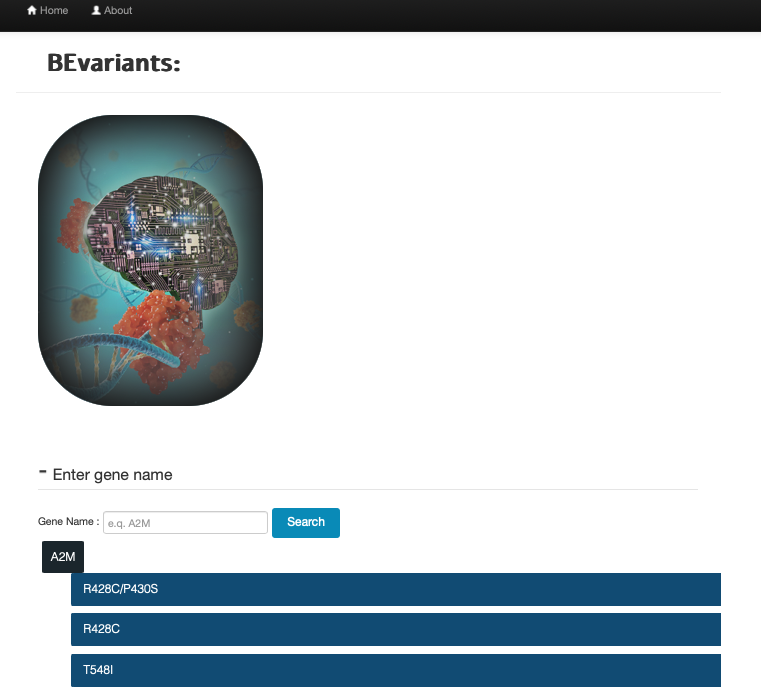 Home About
BEvariants:
- Enter gene name
Gene Name : e.q. A2M Search
A2M
R428C/P430S
R428C
T548I